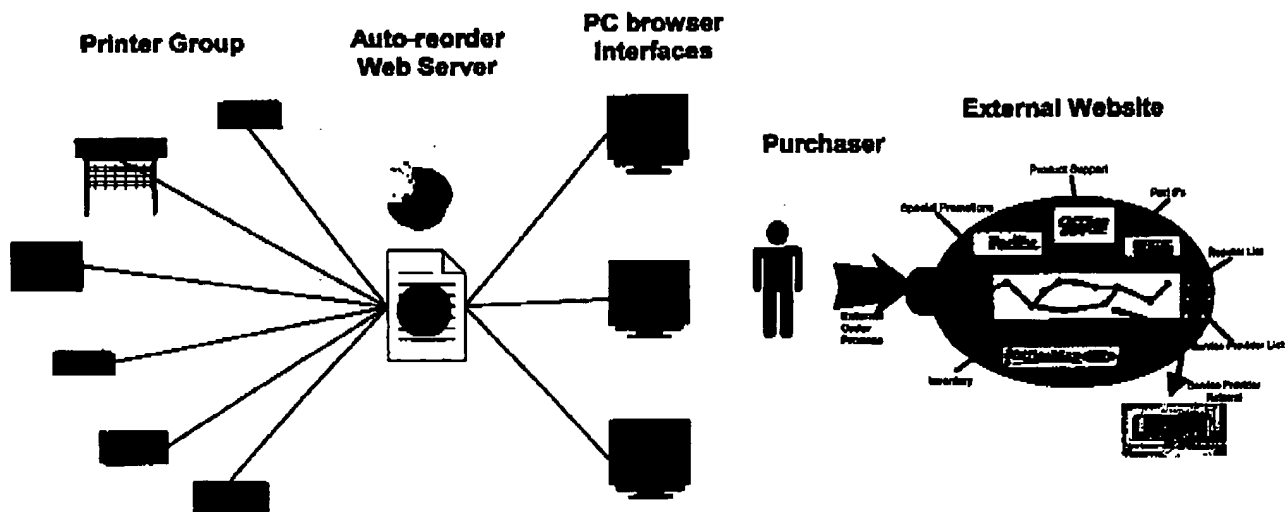 Printer Group
Auto-reorder
Web Server
PC browser
Interfaces
Purchaser
External Website
Product Support
Special Promotions
Part #'s
Reseller List
Service Provider List
Service Provider
Referral
Inventory
External
Order
Process